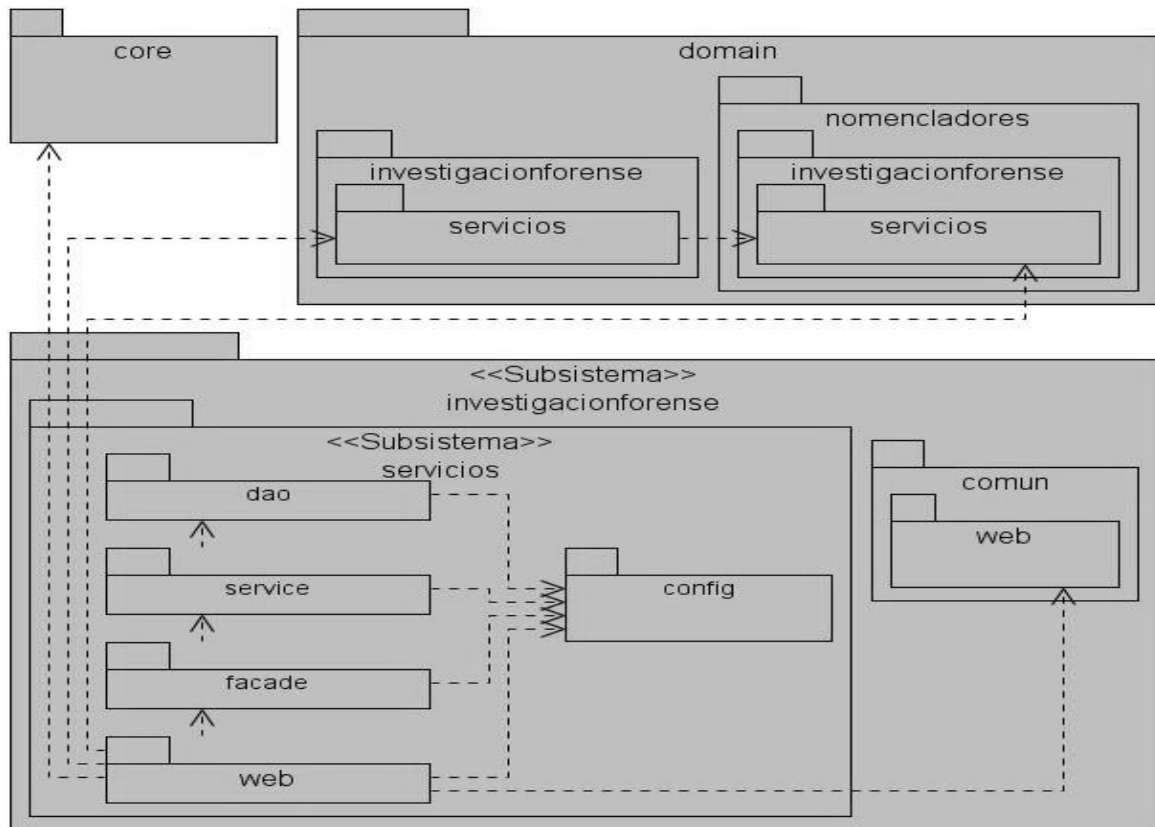 core
domain
nomencladores
investigacionforense
investigacionforense
servicios
servicios
<<Subsistema>>
investigacionforense
<<Subsistema>>
servicios
comun
dao
web
service
config
facade
web